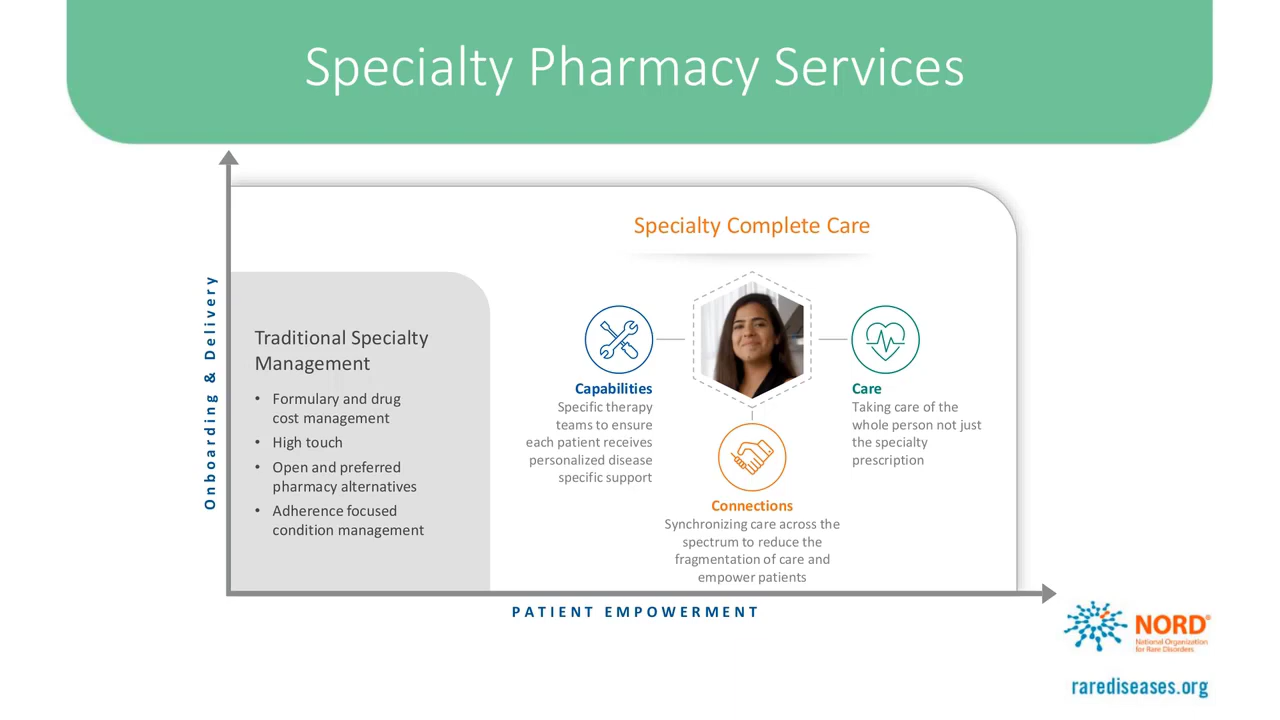 Specialty Pharmacy Services
Onboarding & Delivery
Traditional Specialty
Management
• Formulary and drug
cost management
• High touch
• Open and preferred
pharmacy alternatives
• Adherence focused
condition management
Specialty Complete Care
Capabilities
Specific therapy
teams to ensure
each patient receives
personalized disease
specific support
Connections
Synchronizing care across the
spectrum to reduce the
fragmentation of care and
empower patients
Care
Taking care of the
whole person not just
the specialty
prescription
PATIENT EMPOWERMENT
NORD®
National Organization
for Rare Disorders
rarediseases.org